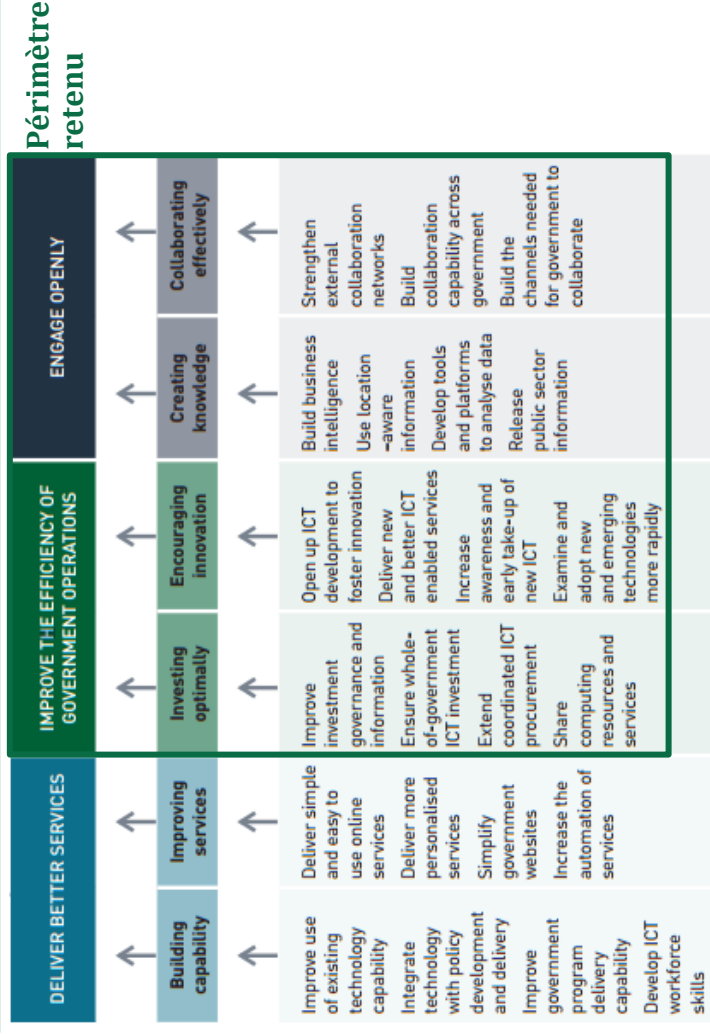 Périmètre
retenu
DELIVER BETTER SERVICES
IMPROVE THE EFFICIENCY OF
GOVERNMENT OPERATIONS
ENGAGE OPENLY
Building
capability
Improving
services
Investing
optimally
Encouraging
innovation
Creating
knowledge
Collaborating
effectively
Improve use
of existing
technology
capability
Integrate
technology
with policy
development
and delivery
Improve
government
program
delivery
capability
Develop ICT
workforce
skills
Deliver simple
and easy to
use online
services
Deliver more
personalised
services
Simplify
government
websites
Increase the
automation of
services
Improve
investment
governance and
information
Ensure whole-
of-government
ICT investment
Extend
coordinated ICT
procurement
Share
computing
resources and
services
Open up ICT
development to
foster innovation
Deliver new
and better ICT
enabled services
Increase
awareness and
early take-up of
new ICT
Examine and
adopt new
and emerging
technologies
more rapidly
Build business
intelligence
Use location
-aware
information
Develop tools
and platforms
to analyse data
Release
public sector
information
Strengthen
external
collaboration
networks
Build
collaboration
capability across
government
Build the
channels needed
for government to
collaborate